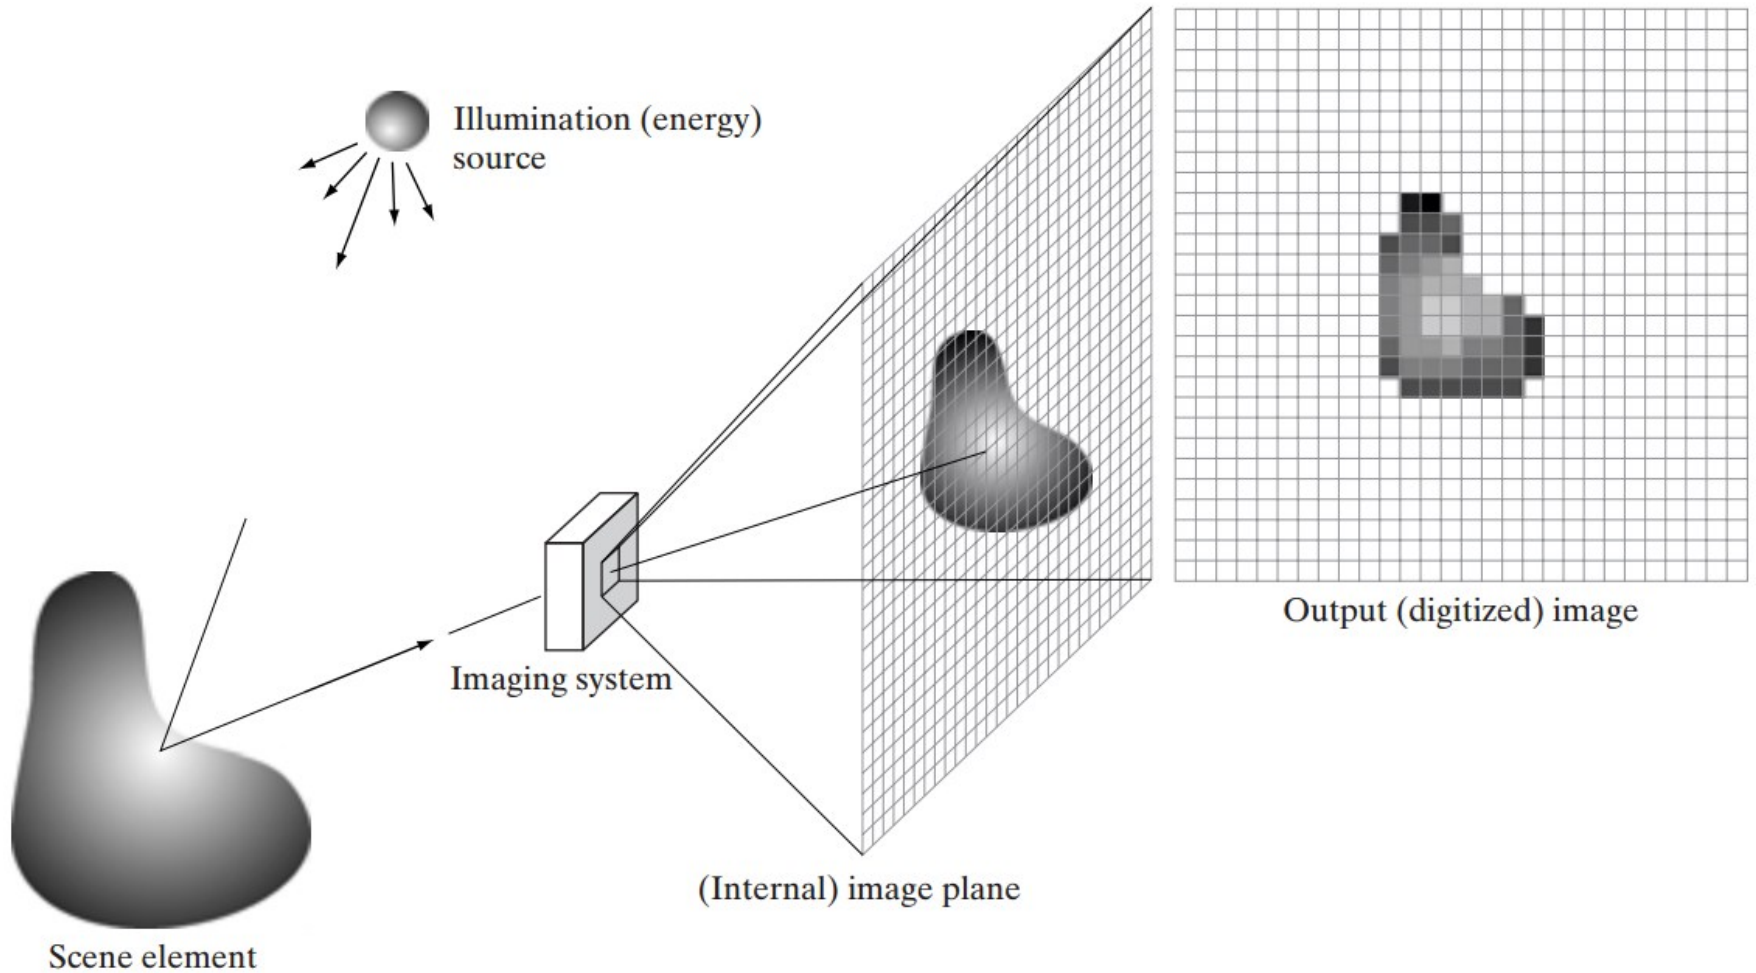 Illumination (energy)
source
Output (digitized) image
Imaging system
(Internal) image plane
Scene element